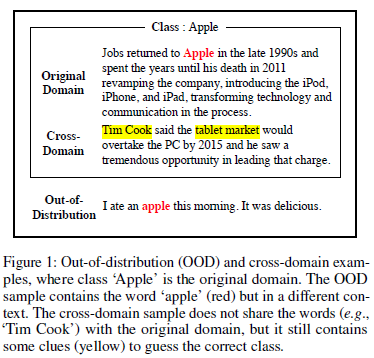 Class : Apple
Original
Domain
Jobs returned to Apple in the late 1990s and
spent the years until his death in 2011
revamping the company, introducing the iPod,
iPhone, and iPad, transforming technology and
communication in the process.
Cross-
Domain
Tim Cook said the tablet market would
overtake the PC by 2015 and he saw a
tremendous opportunity in leading that charge.
Out-of-
Distribution
I ate an apple this morning. It was delicious.
Figure 1: Out-of-distribution (OOD) and cross-domain exam-
ples, where class ‘Apple’ is the original domain. The OOD
sample contains the word ‘apple’ (red) but in a different con-
text. The cross-domain sample does not share the words (e.g.,
‘Tim Cook’) with the original domain, but it still contains
some clues (yellow) to guess the correct class.